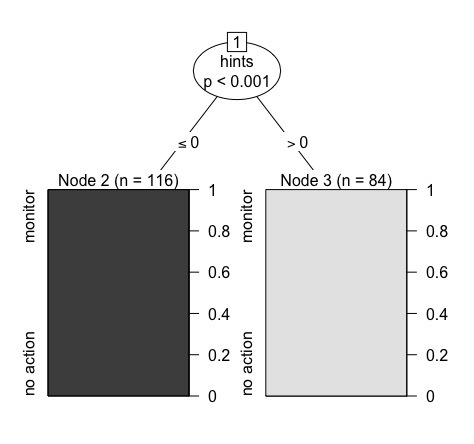 1
hints
p < 0.001
≤ 0
> 0
Node 2 (n = 116)
monitor
no action
1
0.8
0.6
0.4
0.2
0
Node 3 (n = 84)
monitor
no action
1
0.8
0.6
0.4
0.2
0